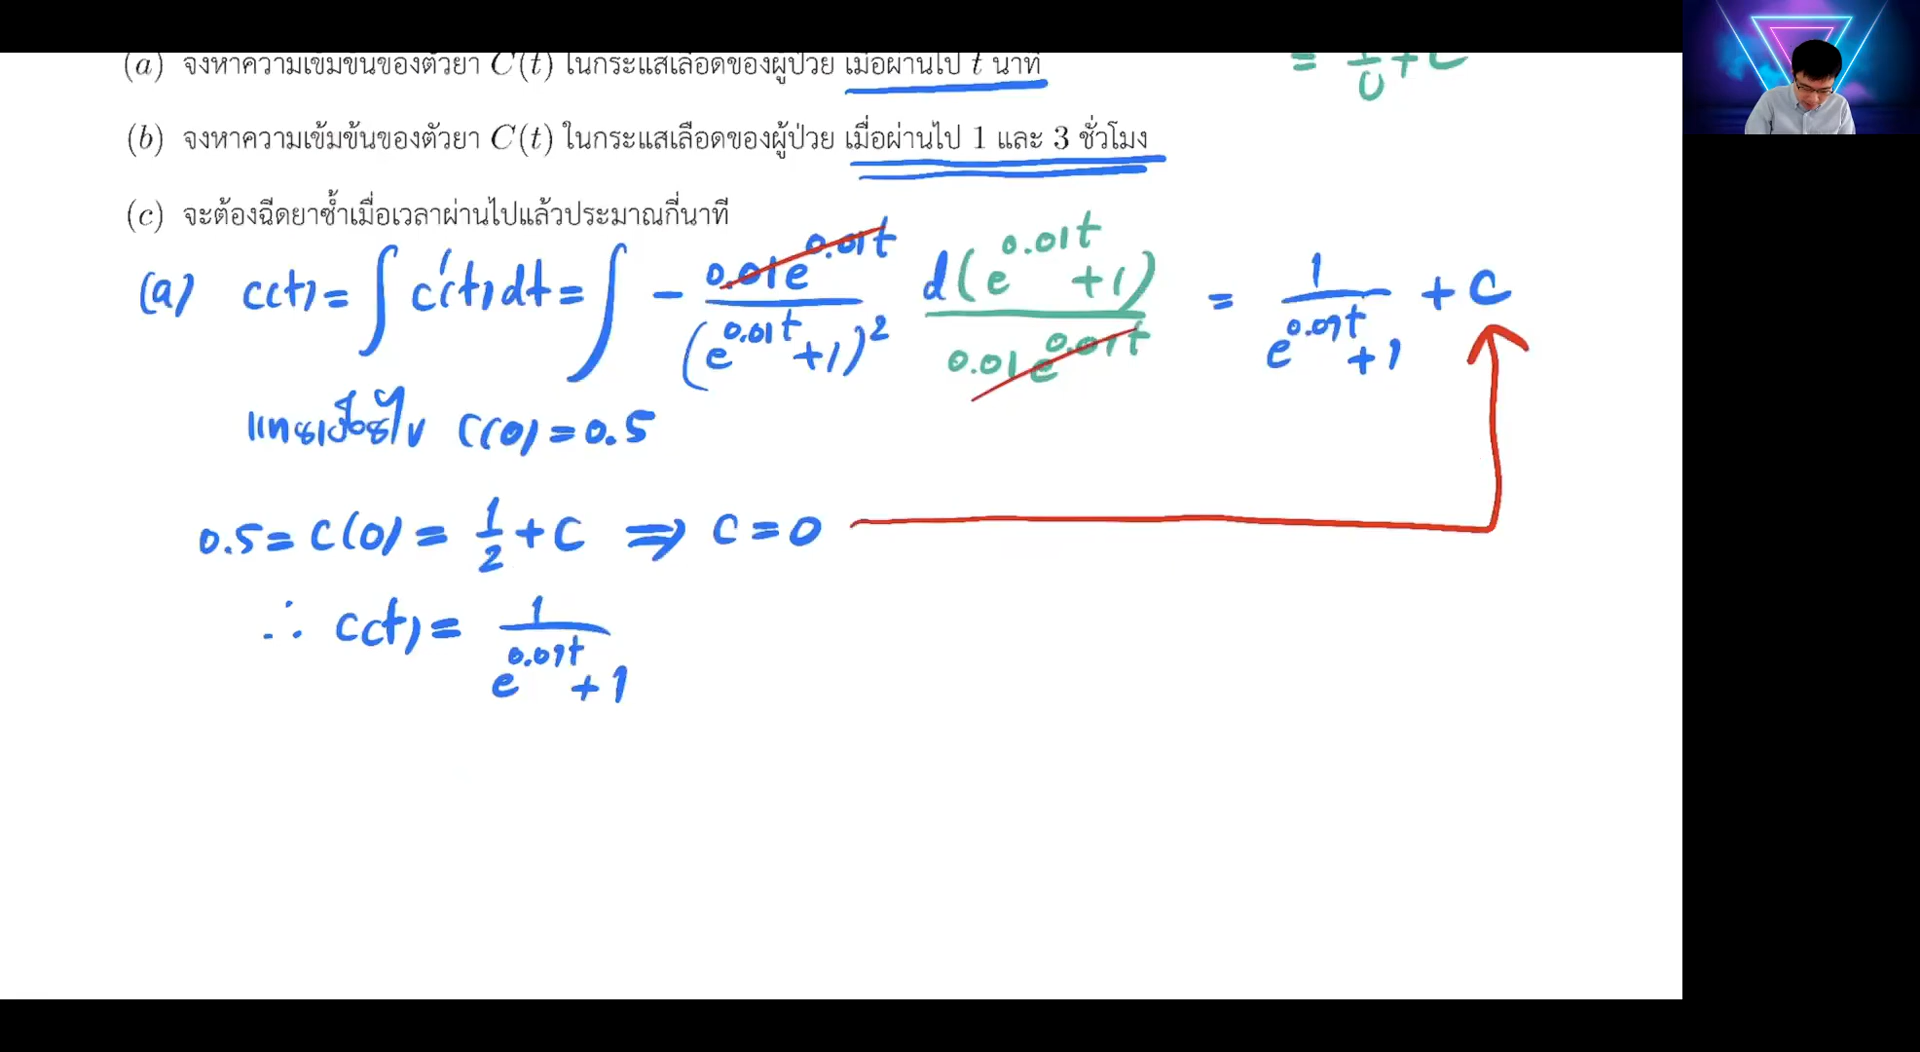 (a) จงหาความเข้มข้นของตัวยา C(t) ในกระแสเลือดของผู้ป่วย เมื่อผ่านไป t นาที
= 1/U + C
(b) จงหาความเข้มข้นของตัวยา C(t) ในกระแสเลือดของผู้ป่วย เมื่อผ่านไป 1 และ 3 ชั่วโมง
(c) จะต้องฉีดยาซ้ำเมื่อเวลาผ่านไปแล้วประมาณกี่นาที
(a) C(t) = ∫ C'(t) dt = ∫ - 0.01e^0.01t / (e^0.01t + 1)^2 d(e^0.01t + 1) / 0.01e^0.01t = 1 / (e^0.01t + 1) + C
แทนเงื่อนไข C(0) = 0.5
0.5 = C(0) = 1/2 + C ⇒ C = 0
∴ C(t) = 1 / (e^0.01t + 1)